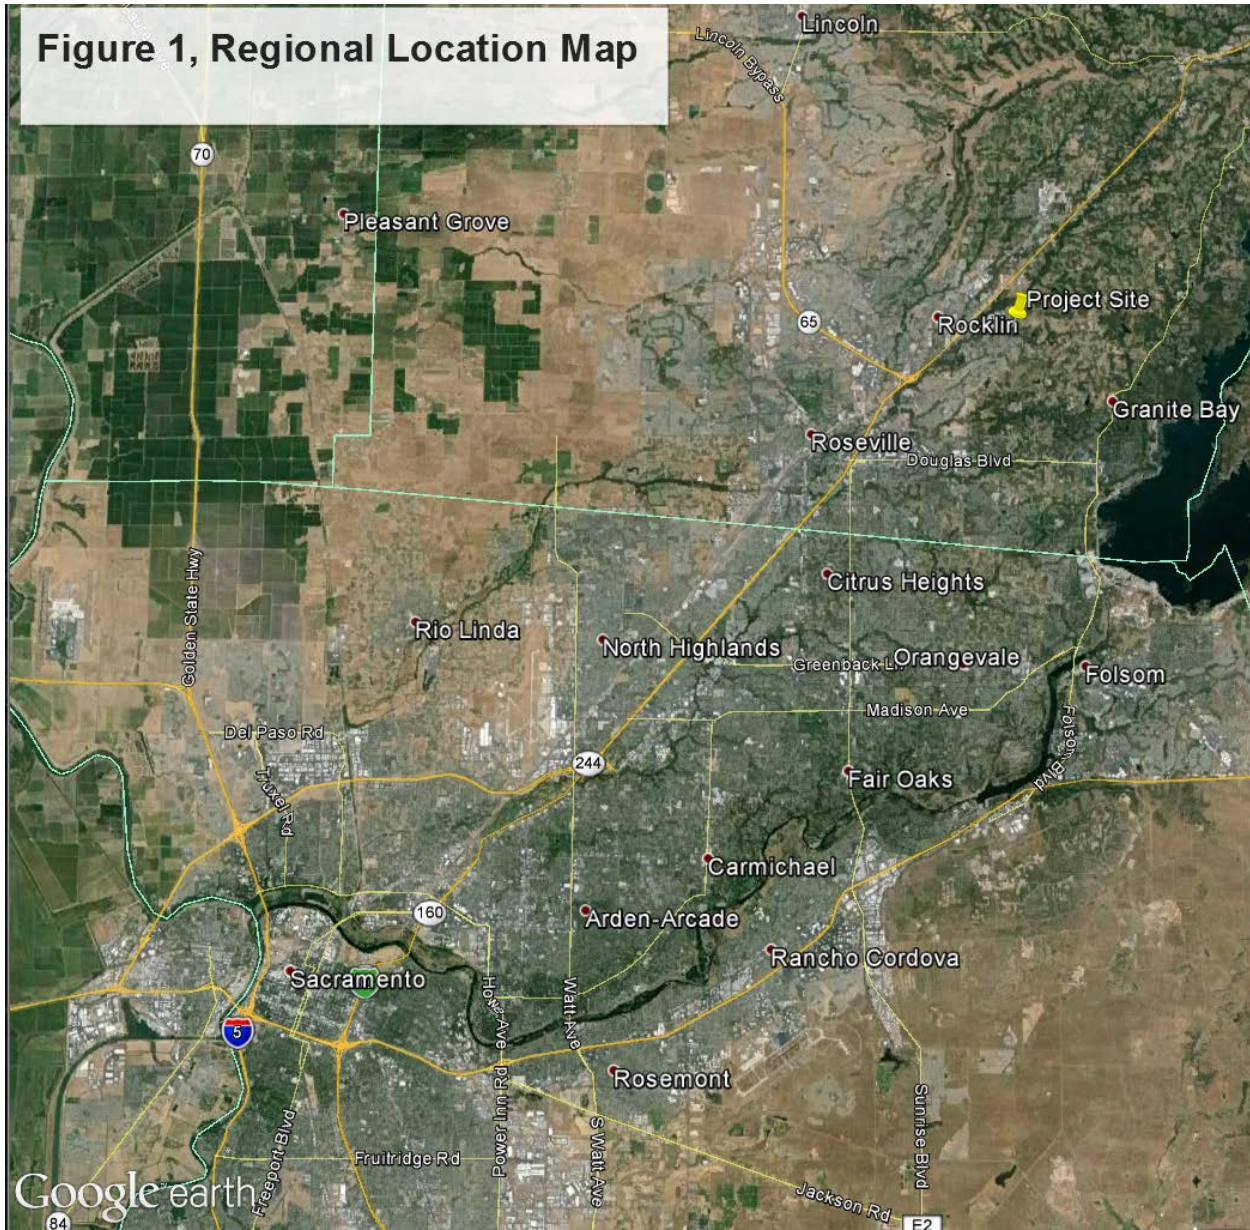 Figure 1, Regional Location Map
Lincoln
Lincoln Bypass
70
Pleasant Grove
Project Site
65
Rocklin
Granite Bay
Roseville
Douglas Blvd
Golden State Hwy
Citrus Heights
Rio Linda
North Highlands
Greenback Ln
Orangevale
Folsom
Madison Ave
Del Paso Rd
Folsom Blvd
244
Truxel Rd
Fair Oaks
Carmichael
160
Arden-Arcade
Rancho Cordova
Sacramento
Howe Ave
Watt Ave
5
Rosemont
Power Inn Rd
S Watt Ave
Sunrise Blvd
Freeport Blvd
Fruitridge Rd
Jackson Rd
Google earth
84
E2